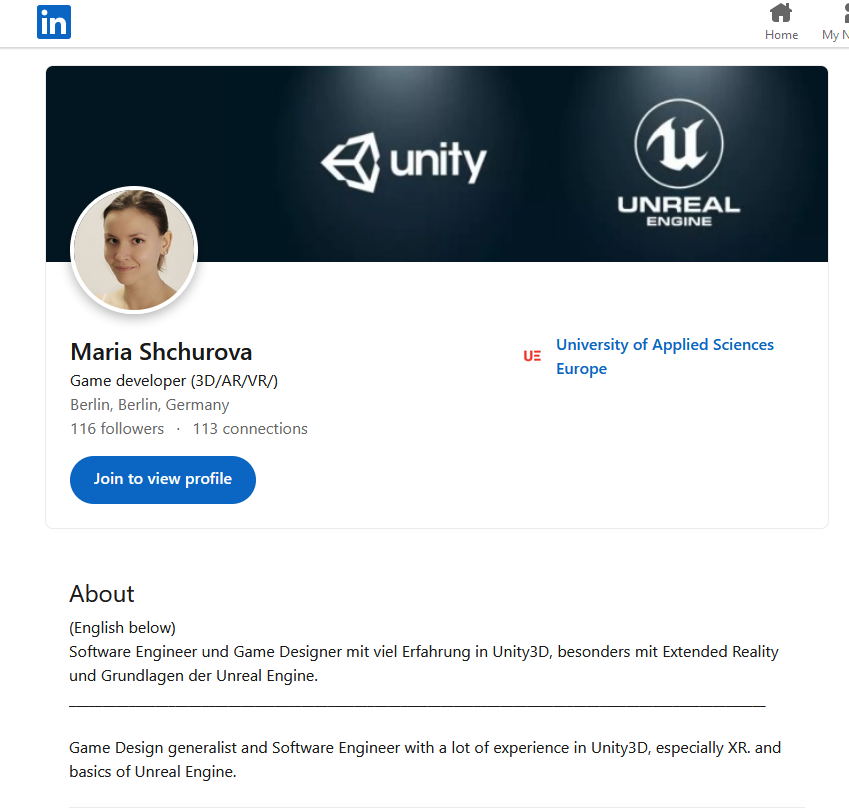 in
Home
My N
unity
UNREAL
ENGINE
Maria Shchurova
Game developer (3D/AR/VR/)
Berlin, Berlin, Germany
116 followers · 113 connections
Join to view profile
UE
University of Applied Sciences
Europe
About
(English below)
Software Engineer und Game Designer mit viel Erfahrung in Unity3D, besonders mit Extended Reality
und Grundlagen der Unreal Engine.
Game Design generalist and Software Engineer with a lot of experience in Unity3D, especially XR. and
basics of Unreal Engine.